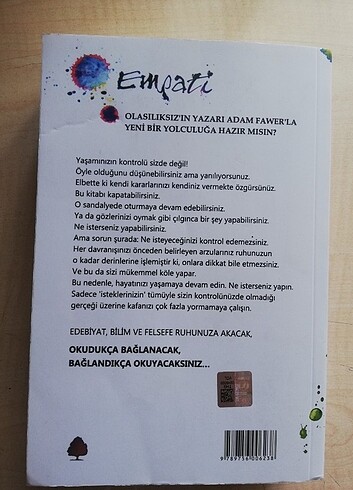 Empati
OLASILIKSIZ'IN YAZARI ADAM FAWER'LA
YENİ BİR YOLCULUĞA HAZIR MISIN?
Yaşamınızın kontrolü sizde değil!
Öyle olduğunu düşünebilirsiniz ama yanılıyorsunuz.
Elbette ki kendi kararlarınızı kendiniz vermekte özgürsünüz.
Bu kitabı kapatabilirsiniz.
O sandalyede oturmaya devam edebilirsiniz.
Ya da gözlerinizi oymak gibi çılgınca bir şey yapabilirsiniz.
Ne isterseniz yapabilirsiniz.
Ama sorun şurada: Ne isteyeceğinizi kontrol edemezsiniz.
Her davranışınızı önceden belirleyen arzularınız ruhunuzun
o kadar derinlerine işlemiştir ki, onlara dikkat bile etmezsiniz.
Ve bu da sizi mükemmel köle yapar.
Bu nedenle, hayatınızı yaşamaya devam edin. Ne isterseniz yapın.
Sadece 'isteklerinizin' tümüyle sizin kontrolünüzde olmadığı
gerçeği üzerine kafanızı çok fazla yormamaya çalışın.
EDEBİYAT, BİLİM VE FELSEFE RUHUNUZA AKACAK,
OKUDUKÇA BAĞLANACAK,
BAĞLANDIKÇA OKUYACAKSINIZ...
9789756006238